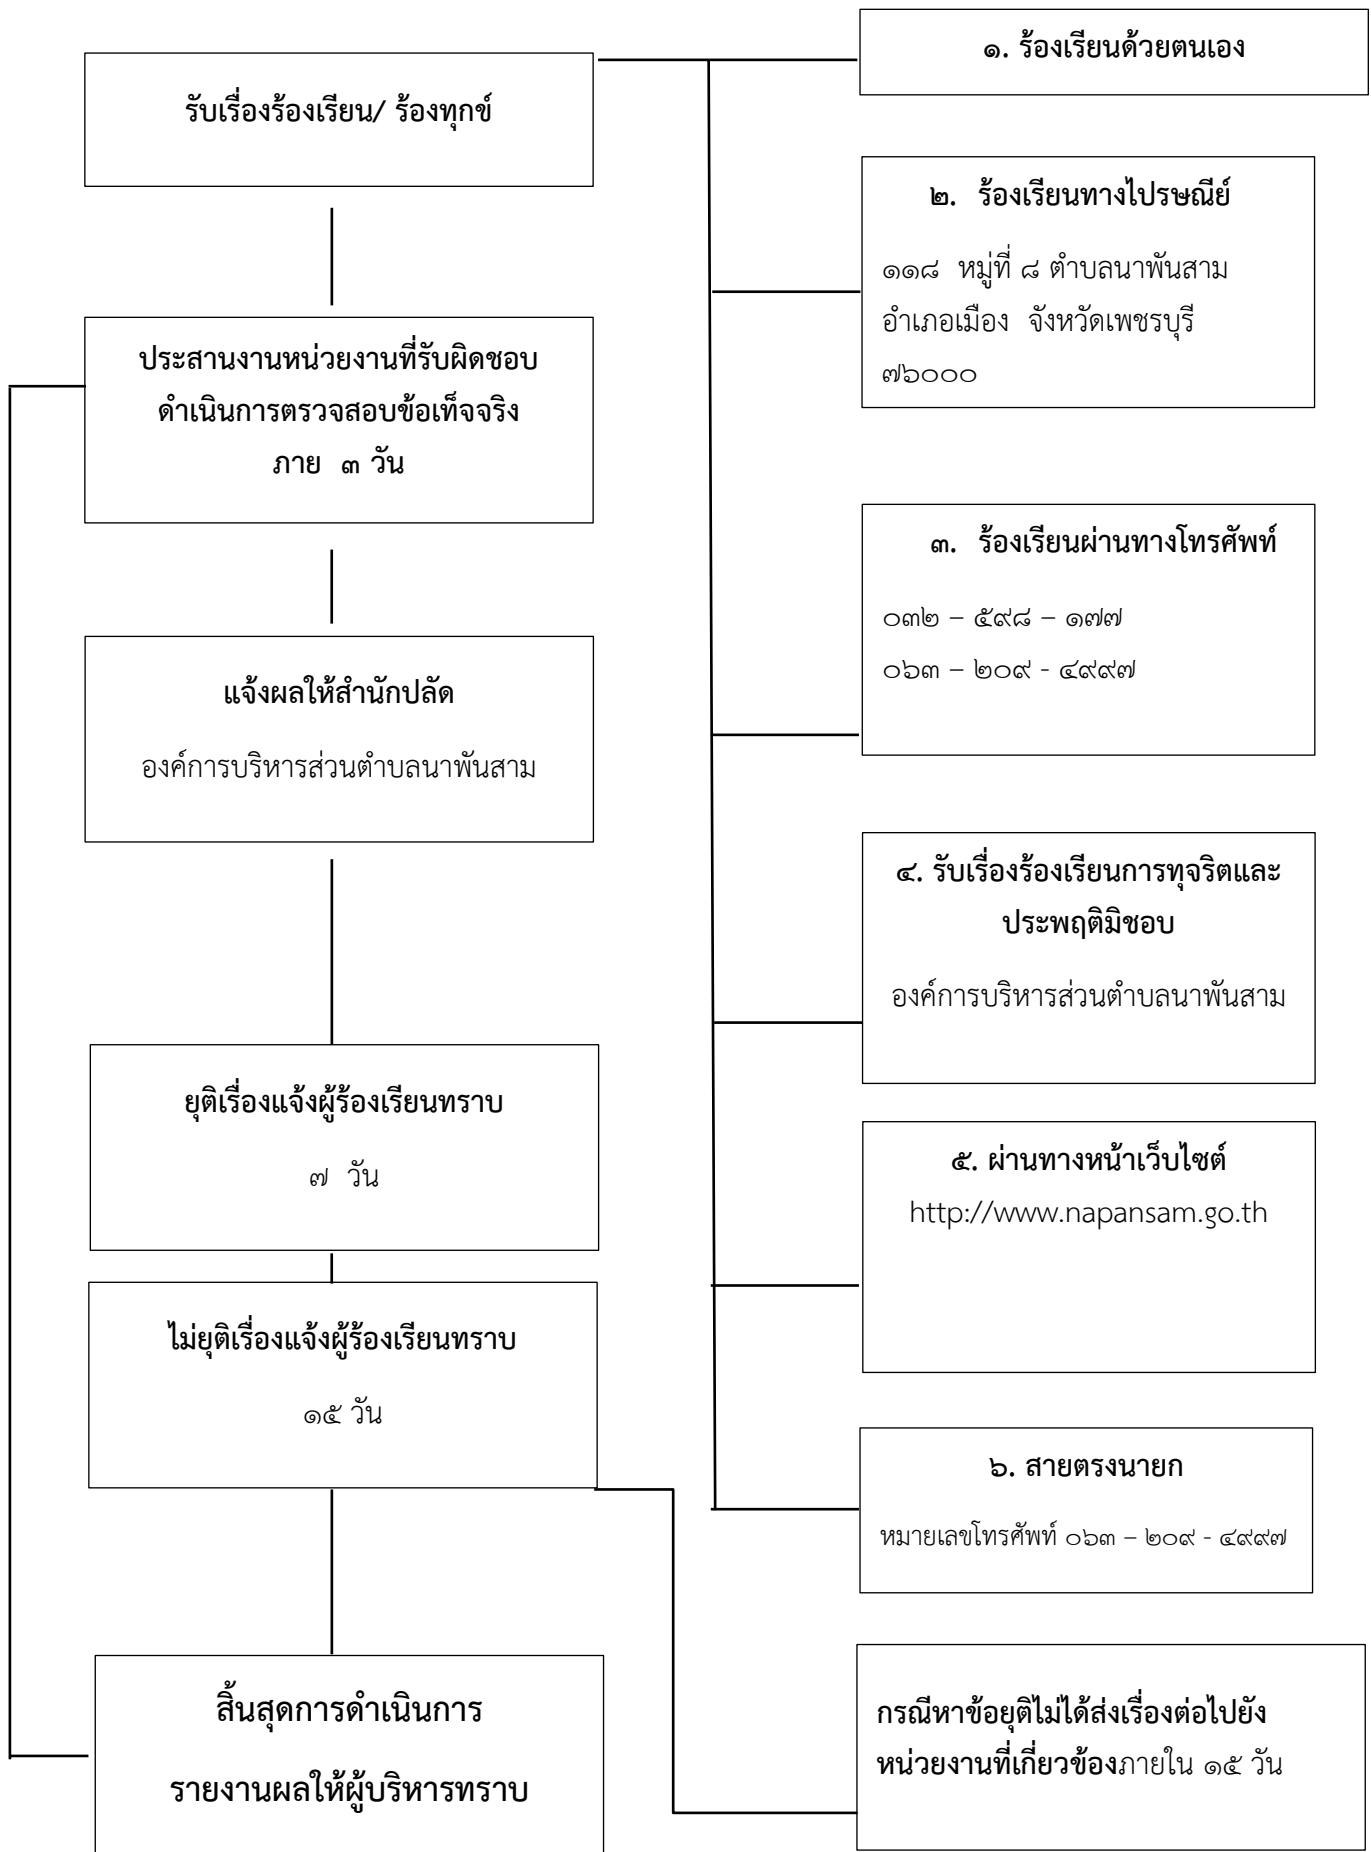 รับเรื่องร้องเรียน/ ร้องทุกข์
ประสานงานหน่วยงานที่รับผิดชอบ
ดำเนินการตรวจสอบข้อเท็จจริง
ภาย ๓ วัน
แจ้งผลให้สำนักปลัด
องค์การบริหารส่วนตำบลนาพันสาม
ยุติเรื่องแจ้งผู้ร้องเรียนทราบ
๗ วัน
ไม่ยุติเรื่องแจ้งผู้ร้องเรียนทราบ
๑๕ วัน
สิ้นสุดการดำเนินการ
รายงานผลให้ผู้บริหารทราบ
๑. ร้องเรียนด้วยตนเอง
๒. ร้องเรียนทางไปรษณีย์
๑๑๘ หมู่ที่ ๘ ตำบลนาพันสาม
อำเภอเมือง จังหวัดเพชรบุรี
๗๖๐๐๐
๓. ร้องเรียนผ่านทางโทรศัพท์
๐๓๒ – ๕๙๘ – ๑๗๗
๐๖๓ – ๒๐๙ - ๔๙๙๗
๔. รับเรื่องร้องเรียนการทุจริตและ
ประพฤติมิชอบ
องค์การบริหารส่วนตำบลนาพันสาม
๕. ผ่านทางหน้าเว็บไซต์
http://www.napansam.go.th
๖. สายตรงนายก
หมายเลขโทรศัพท์ ๐๖๓ – ๒๐๙ - ๔๙๙๗
กรณีหาข้อยุติไม่ได้ส่งเรื่องต่อไปยัง
หน่วยงานที่เกี่ยวข้องภายใน ๑๕ วัน